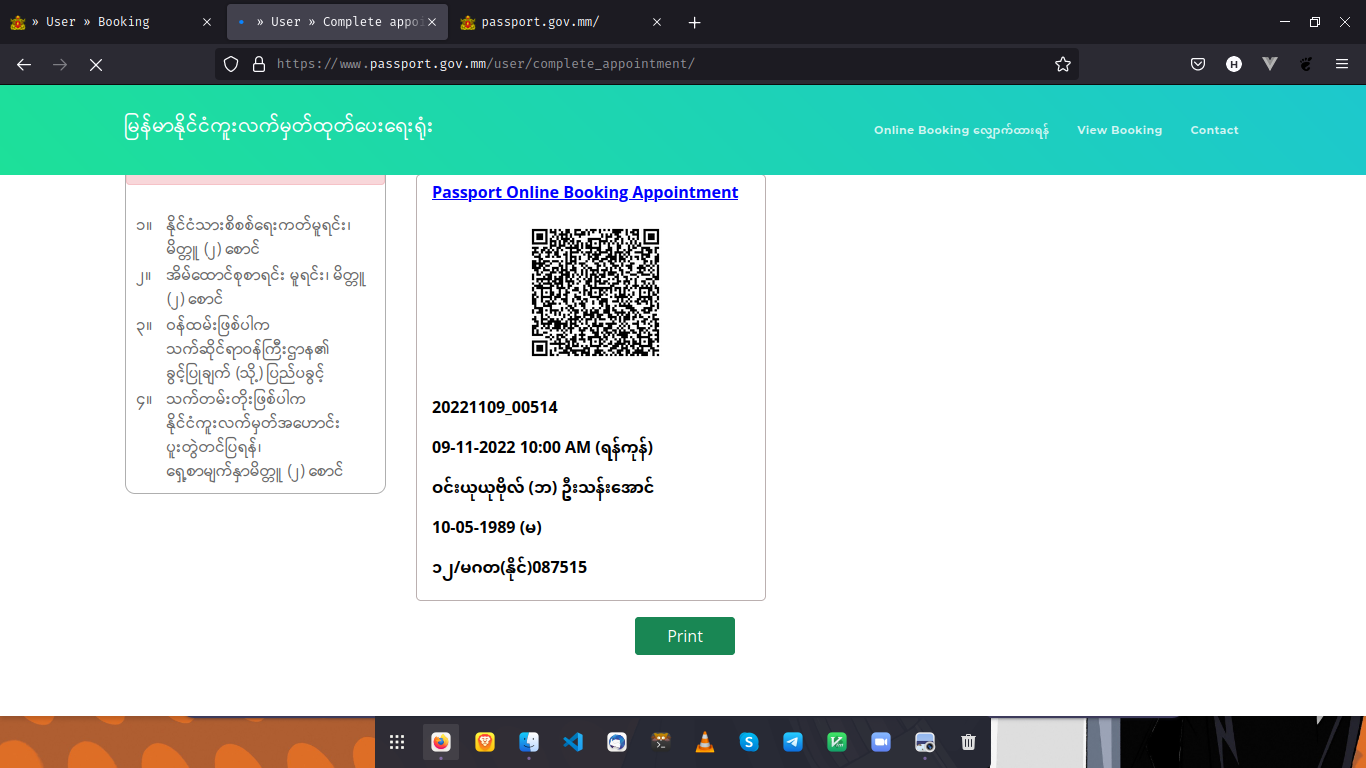 » User » Booking
» User » Complete appoi
passport.gov.mm/
https://www.passport.gov.mm/user/complete_appointment/
H
မြန်မာနိုင်ငံကူးလက်မှတ်ထုတ်ပေးရေးရုံး
Online Booking လျှောက်ထားရန်
View Booking
Contact
၁။ နိုင်ငံသားစိစစ်ရေးကတ်မူရင်း၊
မိတ္တူ (၂) စောင်
၂။ အိမ်ထောင်စုစာရင်း မူရင်း၊ မိတ္တူ
(၂) စောင်
၃။ ဝန်ထမ်းဖြစ်ပါက
သက်ဆိုင်ရာဝန်ကြီးဌာန၏
ခွင့်ပြုချက် (သို့) ပြည်ပခွင့်
၄။ သက်တမ်းတိုးဖြစ်ပါက
နိုင်ငံကူးလက်မှတ်အဟောင်း
ပူးတွဲတင်ပြရန်၊
ရှေ့စာမျက်နှာမိတ္တူ (၂) စောင်
Passport Online Booking Appointment
20221109_00514
09-11-2022 10:00 AM (ရန်ကုန်)
ဝင်းယုယုဗိုလ် (ဘ) ဦးသန်းအောင်
10-05-1989 (မ)
၁၂/မဂတ(နိုင်)087515
Print